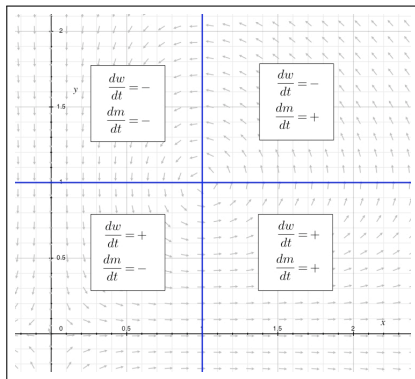 2
y
dw/dt = −
dm/dt = −
dw/dt = −
dm/dt = +
1.5
1
dw/dt = +
dm/dt = −
dw/dt = +
dm/dt = +
0.5
x
0 0.5 1 1.5 2